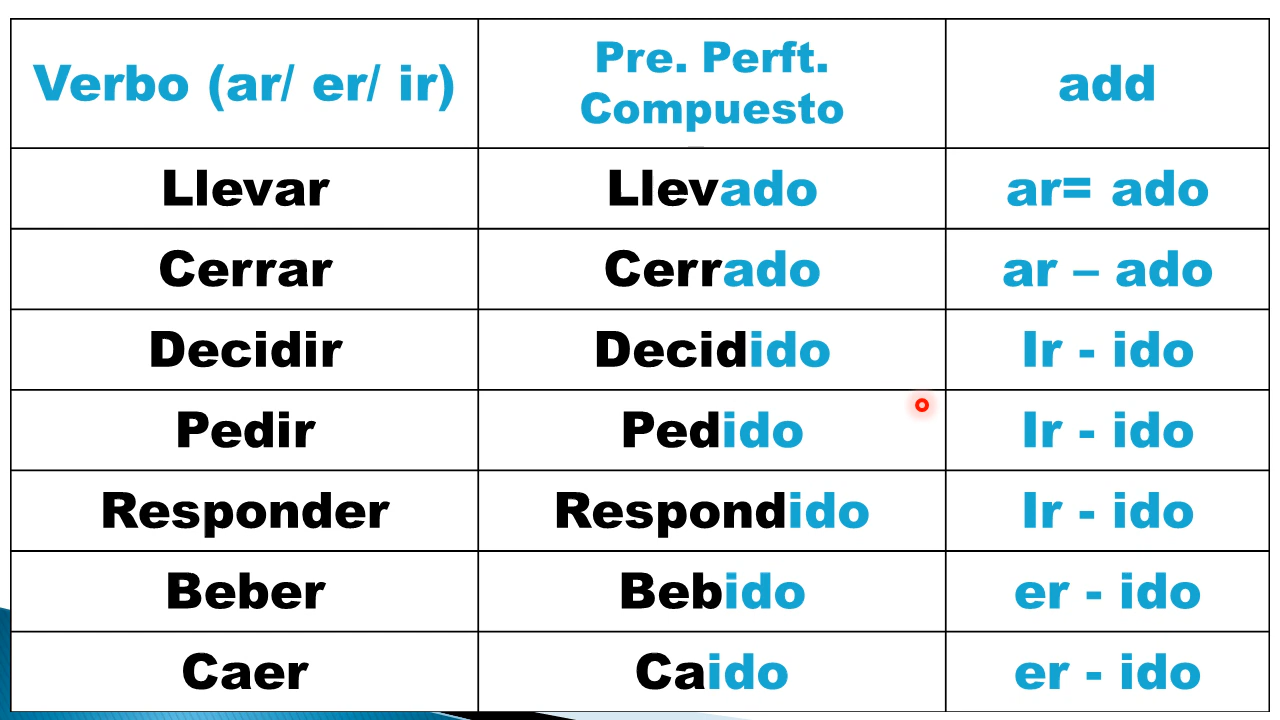 Verbo (ar/ er/ ir)
Pre. Perft.
Compuesto
add
Llevar
Llevado
ar= ado
Cerrar
Cerrado
ar – ado
Decidir
Decidido
Ir - ido
Pedir
Pedido
Ir - ido
Responder
Respondido
Ir - ido
Beber
Bebido
er - ido
Caer
Caido
er - ido